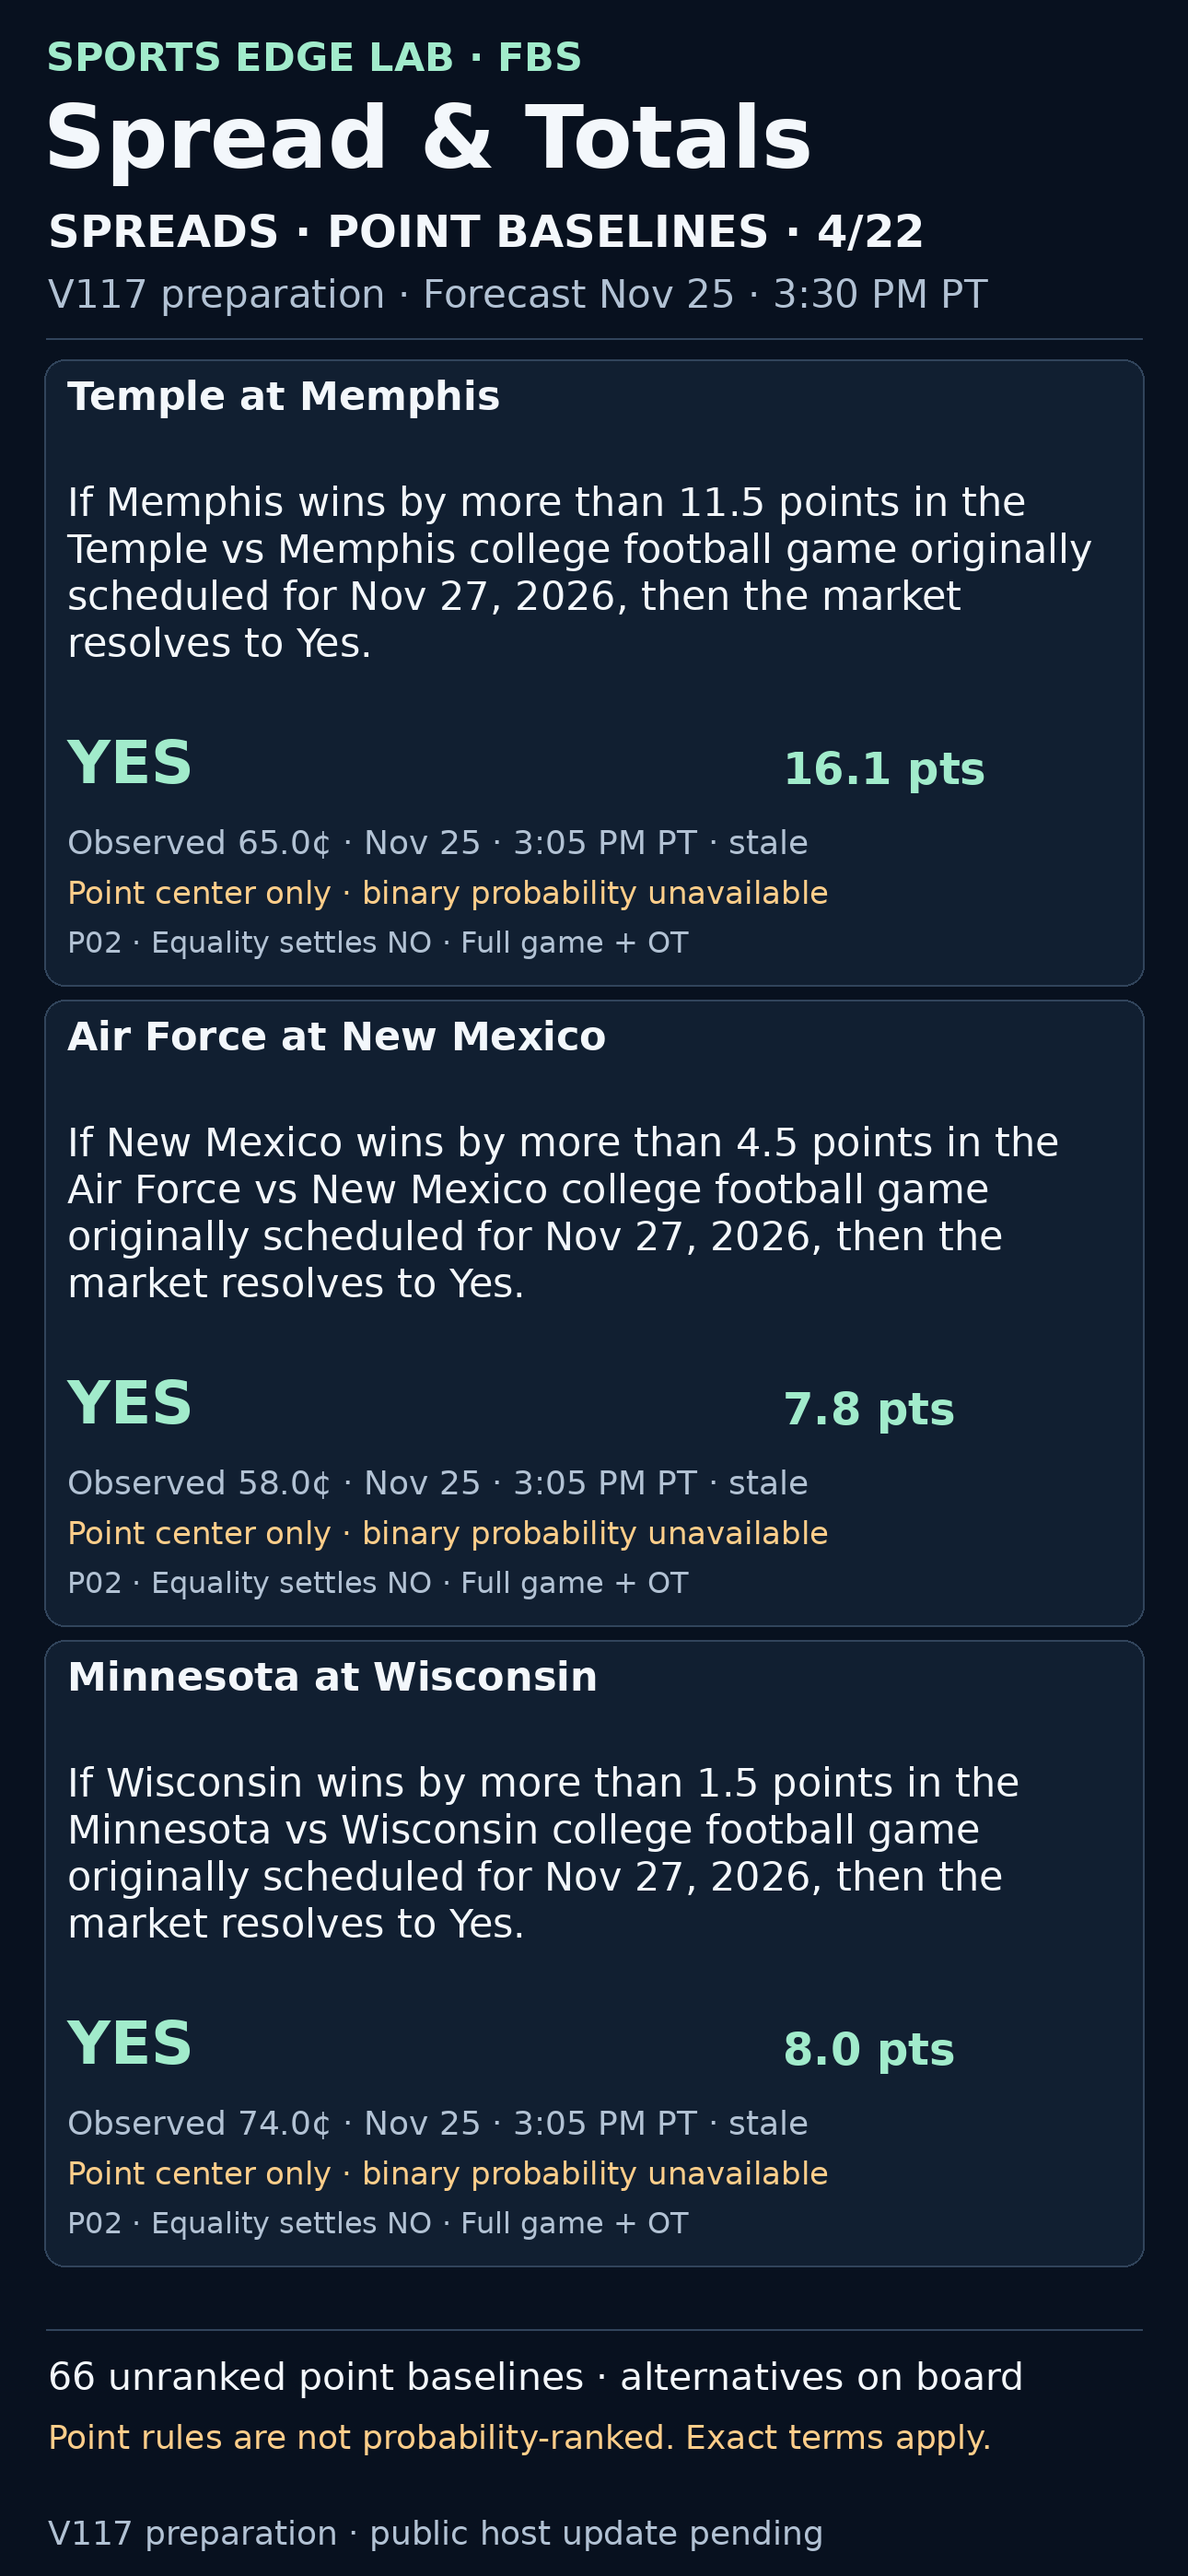 SPORTS EDGE LAB · FBS
Spread & Totals
SPREADS · POINT BASELINES · 4/22
V117 preparation · Forecast Nov 25 · 3:30 PM PT
Temple at Memphis
If Memphis wins by more than 11.5 points in the
Temple vs Memphis college football game originally
scheduled for Nov 27, 2026, then the market
resolves to Yes.
YES 16.1 pts
Observed 65.0¢ · Nov 25 · 3:05 PM PT · stale
Point center only · binary probability unavailable
P02 · Equality settles NO · Full game + OT
Air Force at New Mexico
If New Mexico wins by more than 4.5 points in the
Air Force vs New Mexico college football game
originally scheduled for Nov 27, 2026, then the
market resolves to Yes.
YES 7.8 pts
Observed 58.0¢ · Nov 25 · 3:05 PM PT · stale
Point center only · binary probability unavailable
P02 · Equality settles NO · Full game + OT
Minnesota at Wisconsin
If Wisconsin wins by more than 1.5 points in the
Minnesota vs Wisconsin college football game
originally scheduled for Nov 27, 2026, then the
market resolves to Yes.
YES 8.0 pts
Observed 74.0¢ · Nov 25 · 3:05 PM PT · stale
Point center only · binary probability unavailable
P02 · Equality settles NO · Full game + OT
66 unranked point baselines · alternatives on board
Point rules are not probability-ranked. Exact terms apply.
V117 preparation · public host update pending